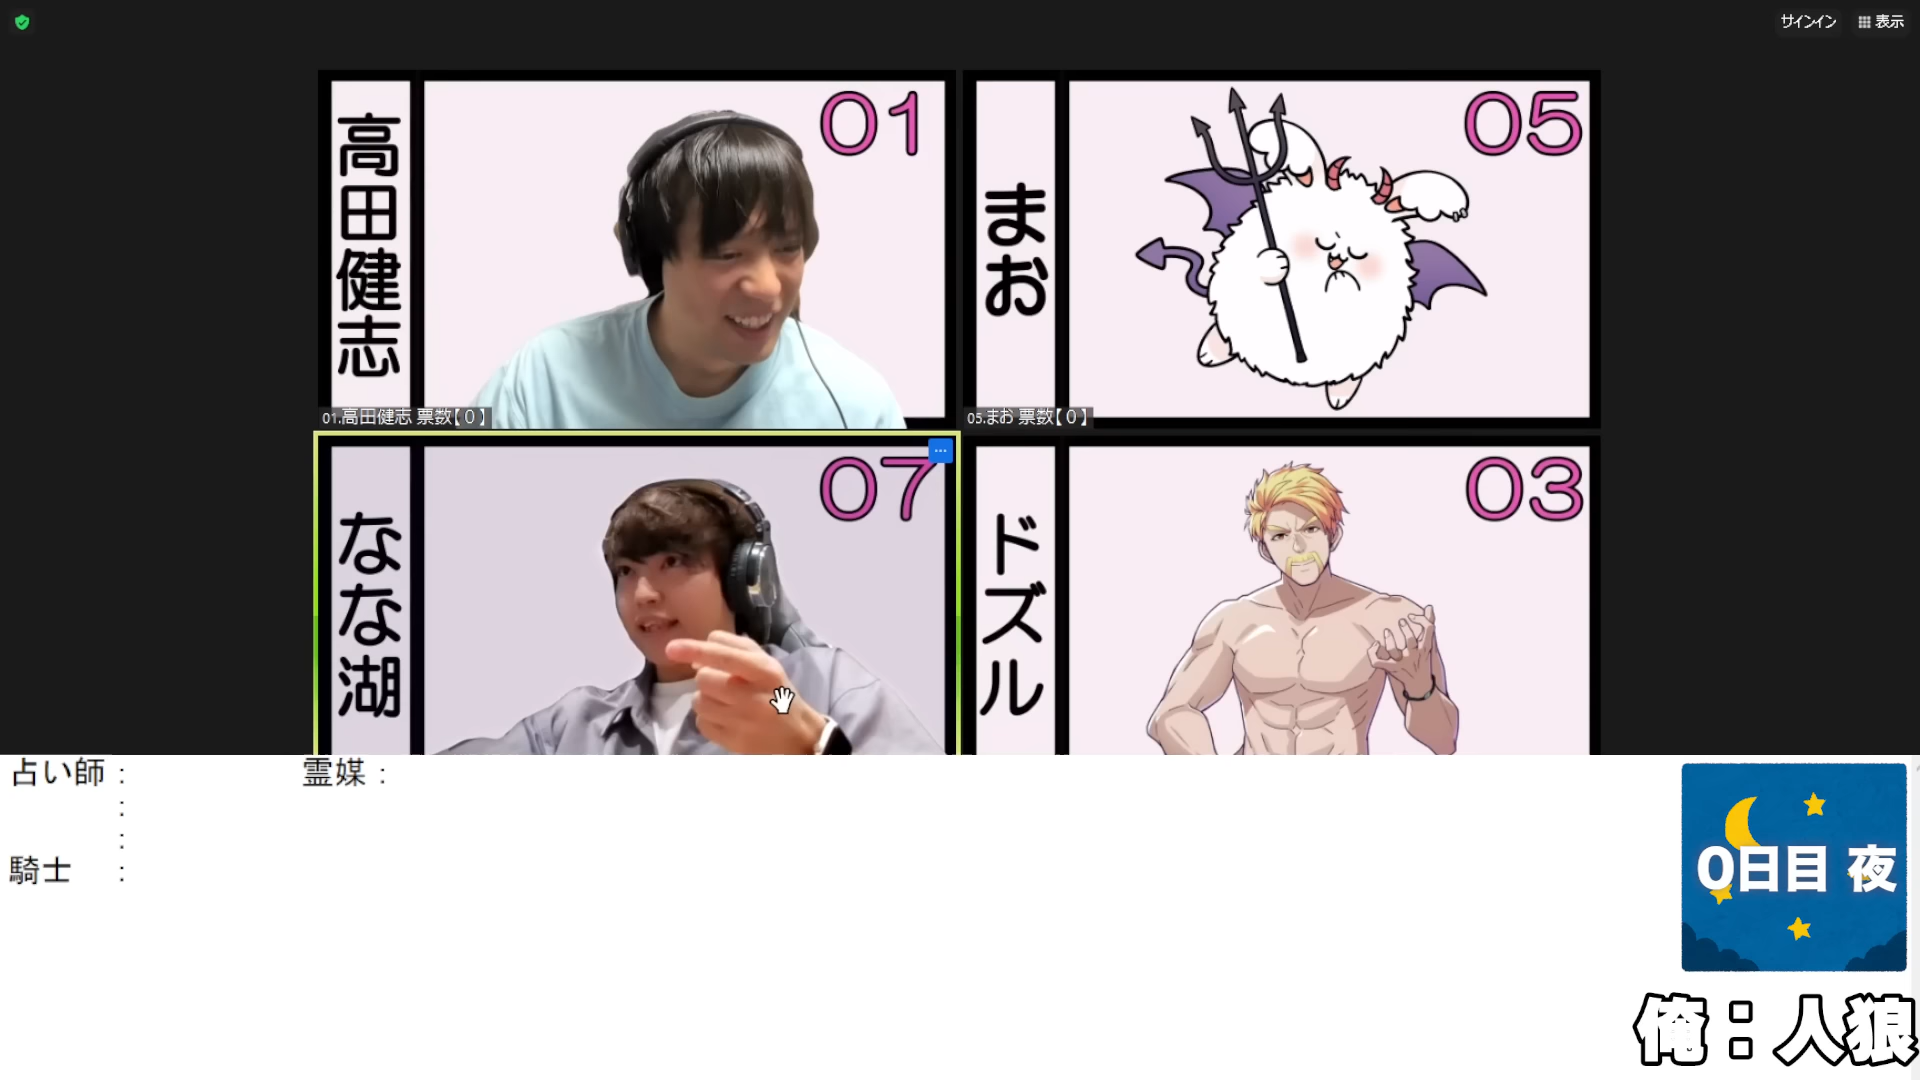 サインイン 表示
高田健志
01
01.高田健志 票数【0】
まお
05
05.まお 票数【0】
なな湖
07
ドズル
03
占い師： 霊媒：
：
：
騎士 ：
0日目 夜
俺：人狼